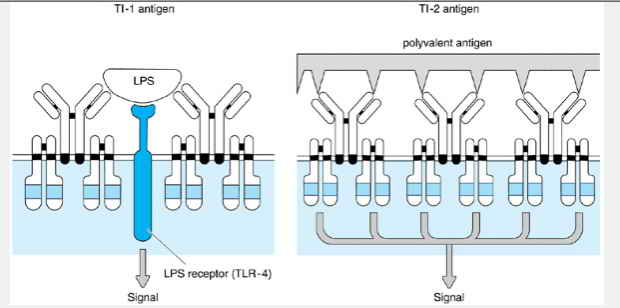 TI-1 antigen
TI-2 antigen
polyvalent antigen
LPS
LPS receptor (TLR-4)
Signal
Signal